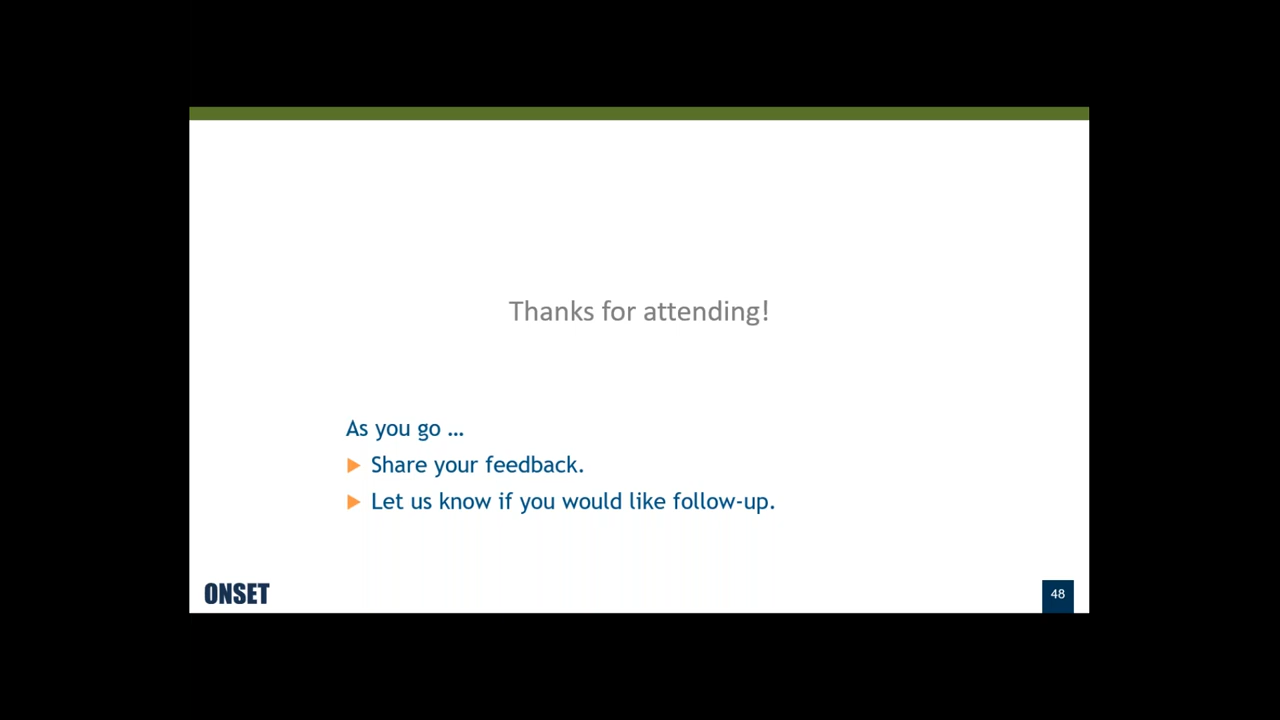 Thanks for attending!
As you go …
Share your feedback.
Let us know if you would like follow-up.
ONSET
48